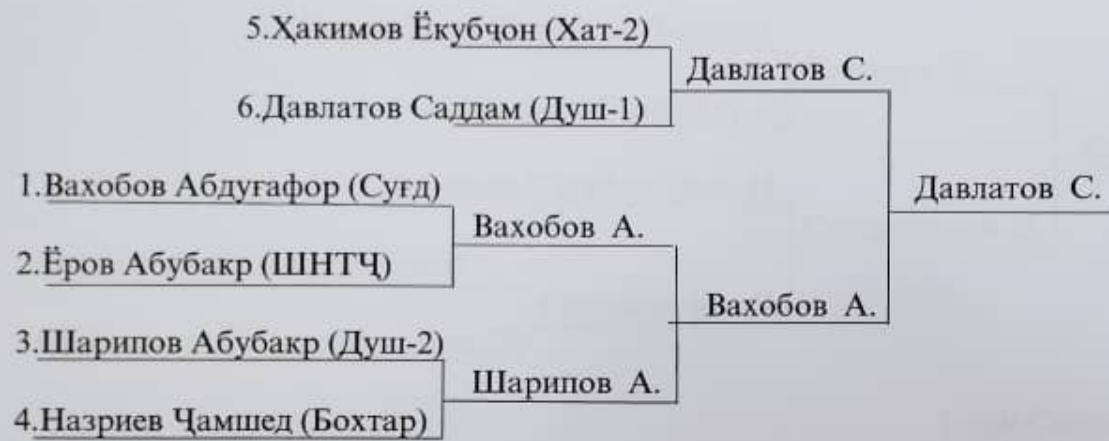 5.Ҳакимов Ёкубҷон (Хат-2)
Давлатов С.
6.Давлатов Саддам (Душ-1)
1.Вахобов Абдуғафор (Суғд)
Давлатов С.
Вахобов А.
2.Ёров Абубакр (ШНТҶ)
Вахобов А.
3.Шарипов Абубакр (Душ-2)
Шарипов А.
4.Назриев Ҷамшед (Бохтар)